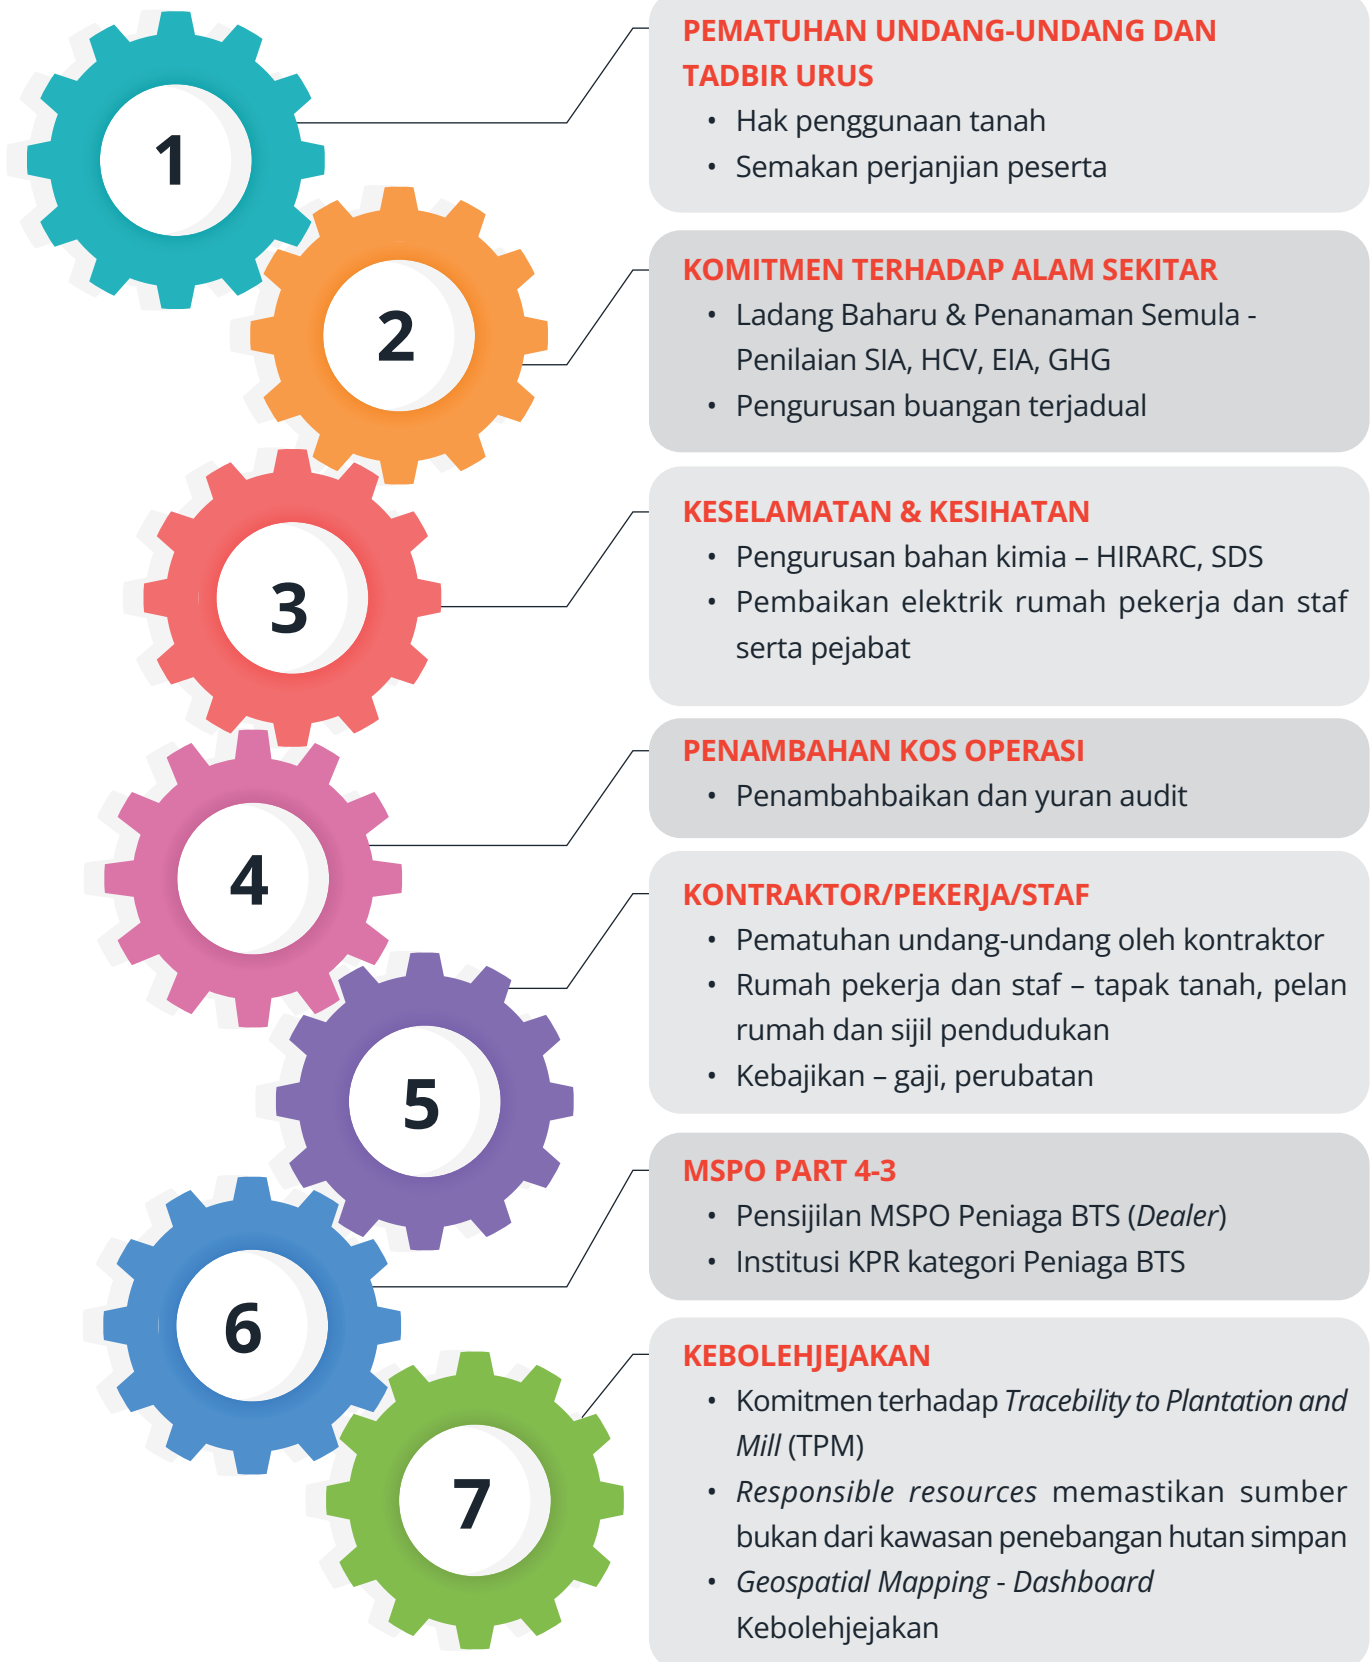 1
PEMATUHAN UNDANG-UNDANG DAN
TADBIR URUS
• Hak penggunaan tanah
• Semakan perjanjian peserta
2
KOMITMEN TERHADAP ALAM SEKITAR
• Ladang Baharu & Penanaman Semula -
Penilaian SIA, HCV, EIA, GHG
• Pengurusan buangan terjadual
3
KESELAMATAN & KESIHATAN
• Pengurusan bahan kimia – HIRARC, SDS
• Pembaikan elektrik rumah pekerja dan staf
serta pejabat
4
PENAMBAHAN KOS OPERASI
• Penambahbaikan dan yuran audit
5
KONTRAKTOR/PEKERJA/STAF
• Pematuhan undang-undang oleh kontraktor
• Rumah pekerja dan staf – tapak tanah, pelan
rumah dan sijil pendudukan
• Kebajikan – gaji, perubatan
6
MSPO PART 4-3
• Pensijilan MSPO Peniaga BTS (Dealer)
• Institusi KPR kategori Peniaga BTS
7
KEBOLEHJEJAKAN
• Komitmen terhadap Tracebility to Plantation and
Mill (TPM)
• Responsible resources memastikan sumber
bukan dari kawasan penebangan hutan simpan
• Geospatial Mapping - Dashboard
Kebolehjejakan